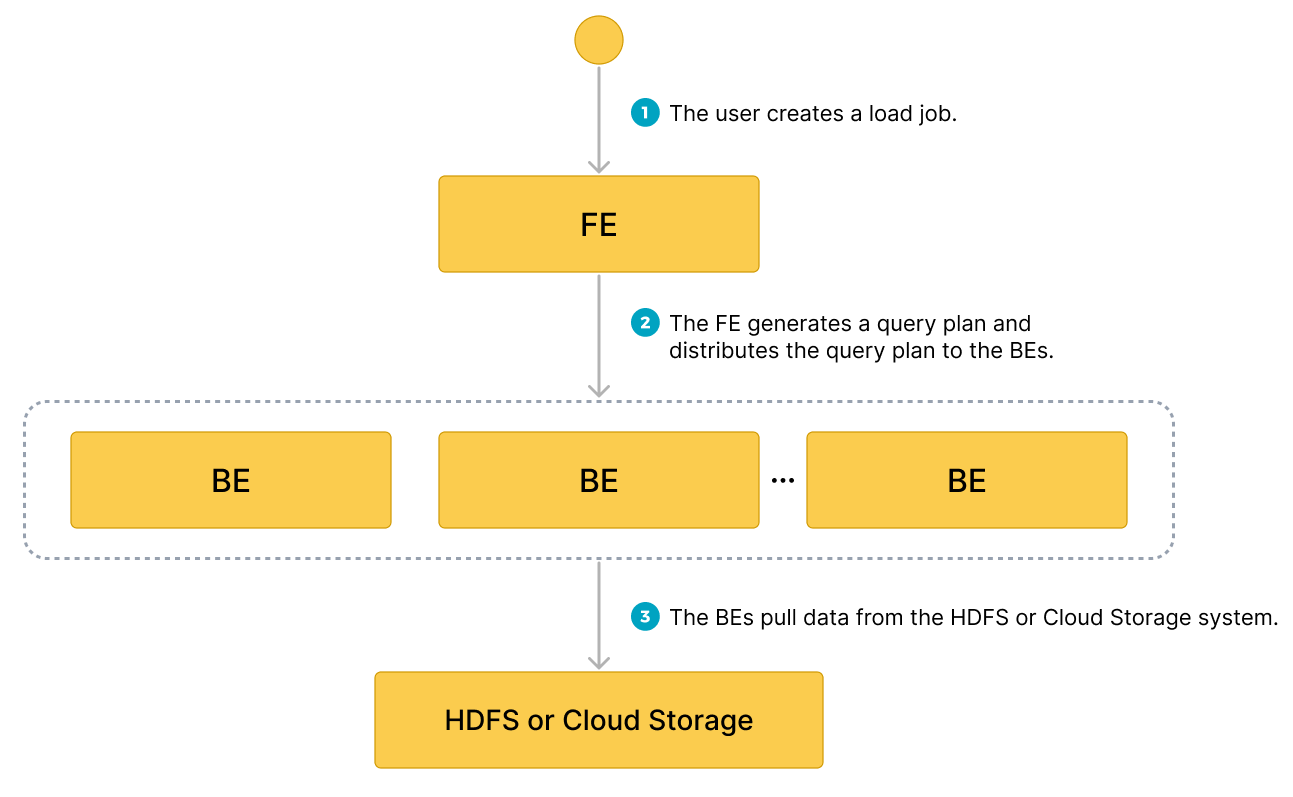 1 The user creates a load job.
FE
2 The FE generates a query plan and
distributes the query plan to the BEs.
BE BE ... BE
3 The BEs pull data from the HDFS or Cloud Storage system.
HDFS or Cloud Storage